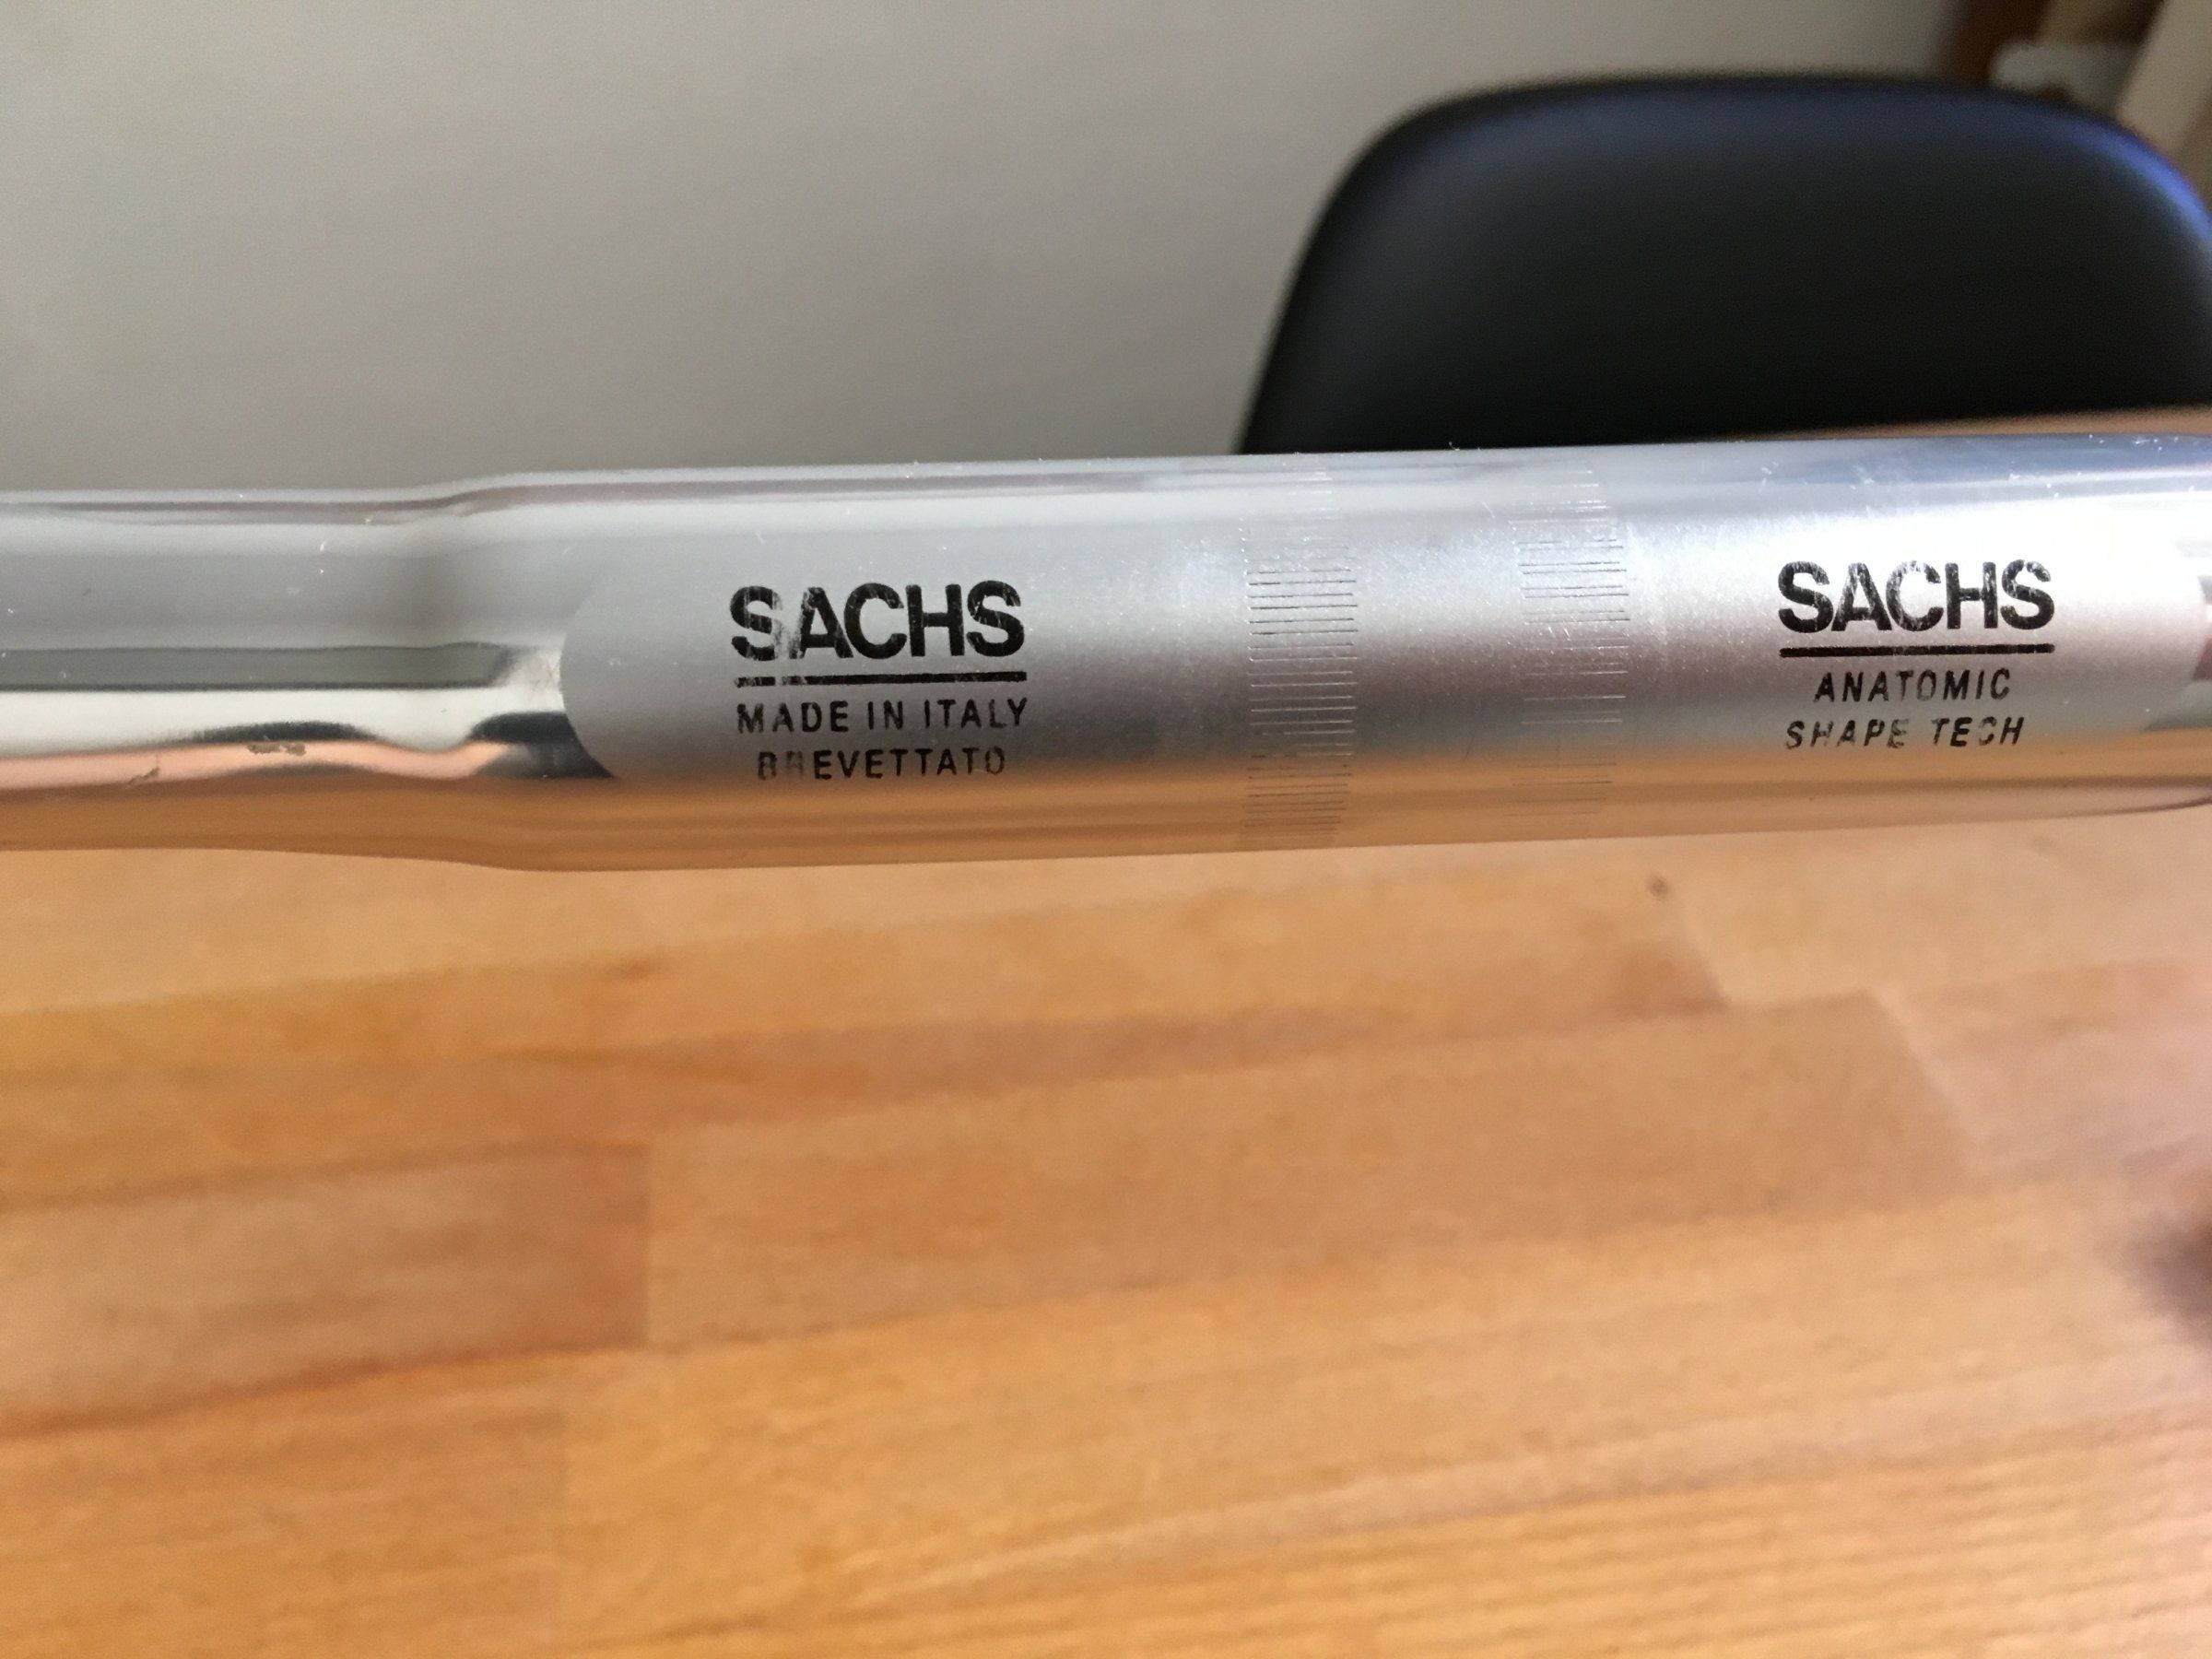 SACHS
MADE IN ITALY
BREVETTATO
SACHS
ANATOMIC
SHAPE TECH